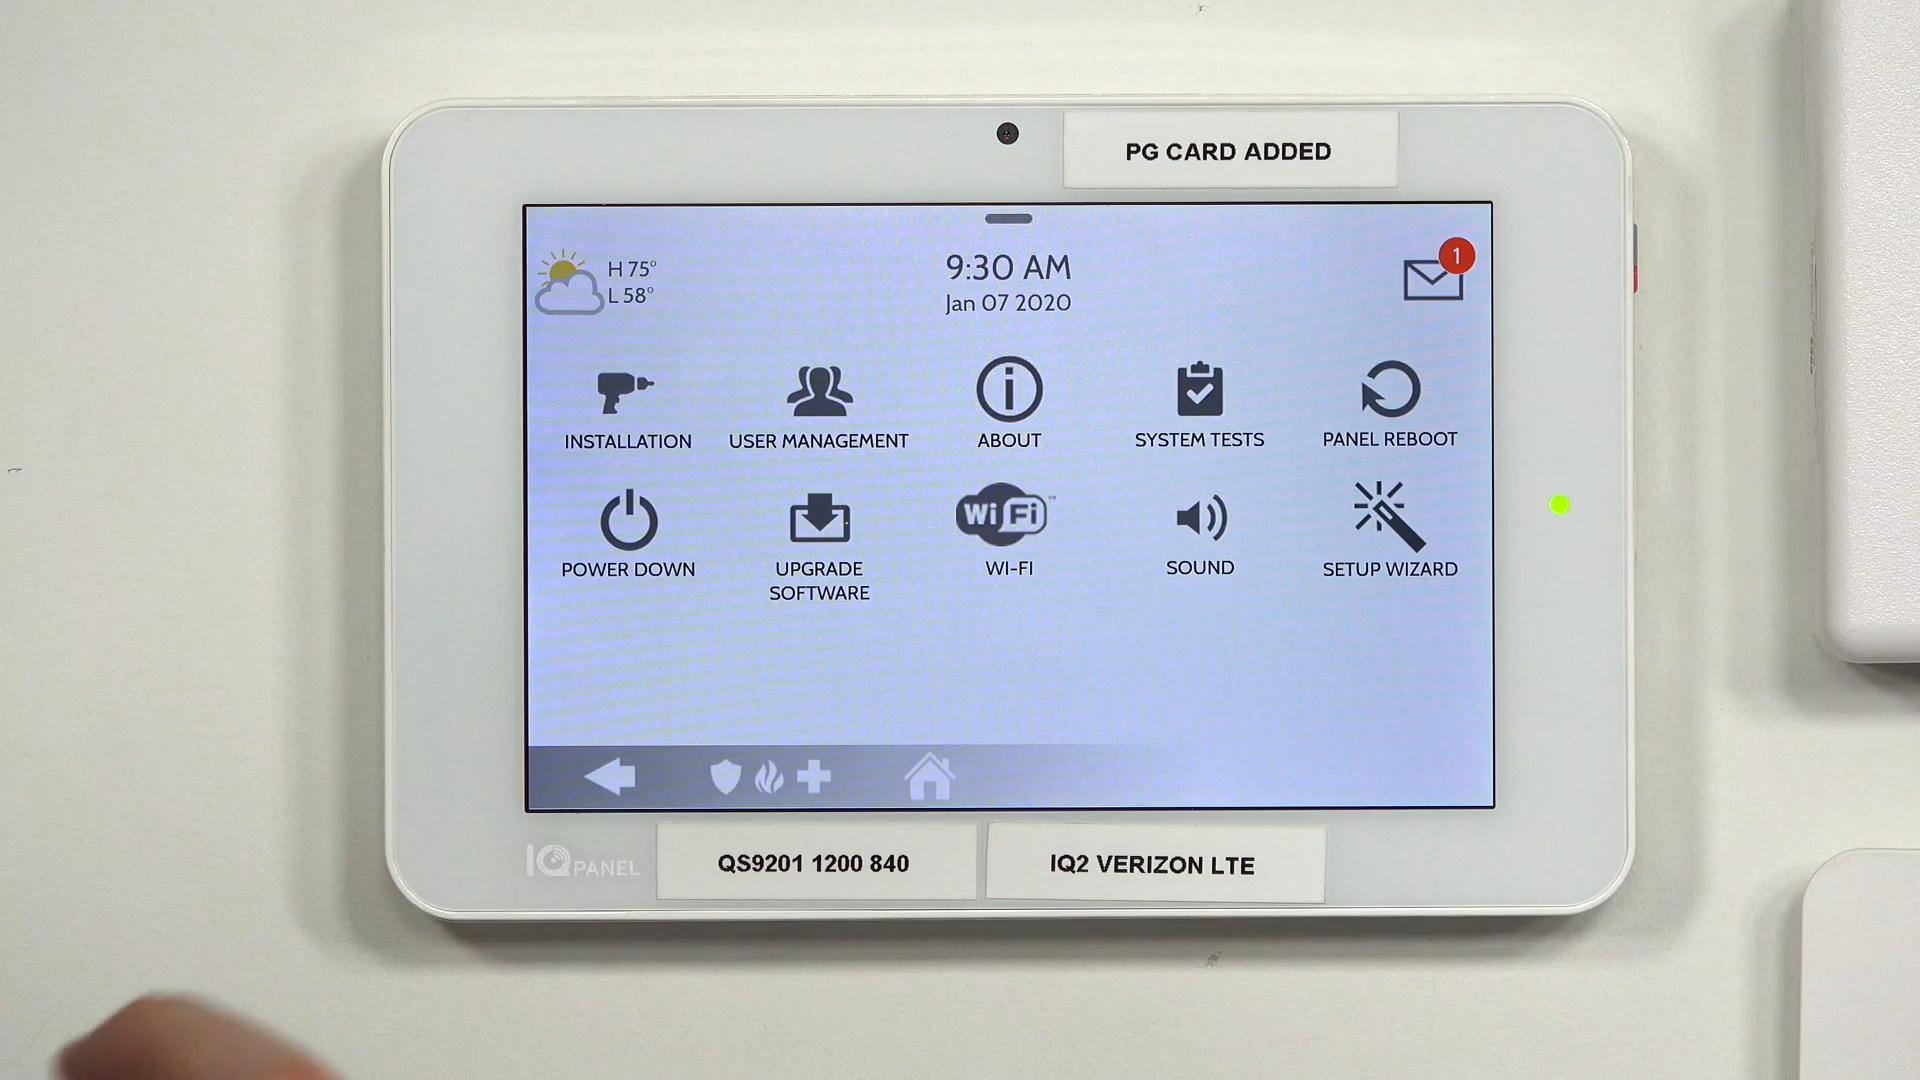 PG CARD ADDED
H 75°
L 58°
9:30 AM
Jan 07 2020
1
INSTALLATION
USER MANAGEMENT
ABOUT
SYSTEM TESTS
PANEL REBOOT
WiFi™
POWER DOWN
UPGRADE
SOFTWARE
WI-FI
SOUND
SETUP WIZARD
IQ PANEL
QS9201 1200 840
IQ2 VERIZON LTE